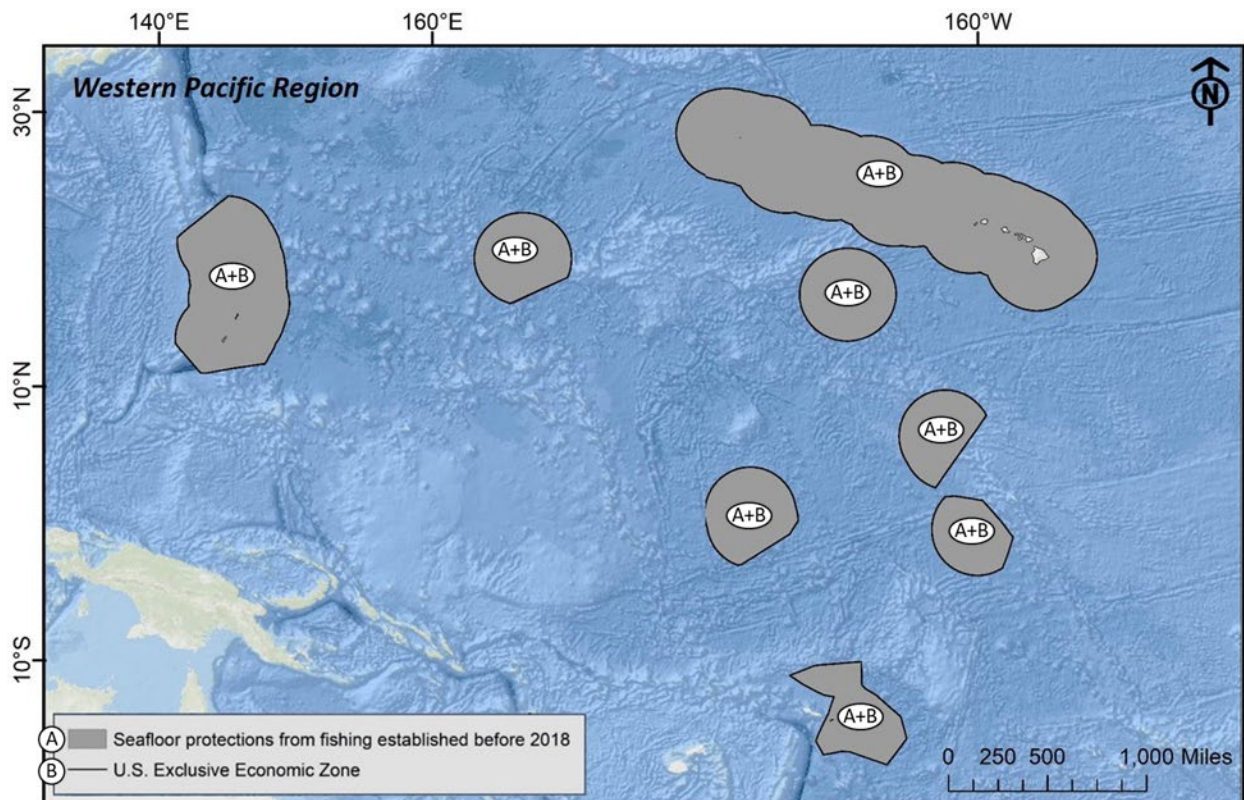 140°E 160°E 160°W
Western Pacific Region
N
30°N
A+B
A+B
A+B
A+B
10°N
A+B
A+B
A+B
10°S
A+B
A Seafloor protections from fishing established before 2018
B U.S. Exclusive Economic Zone
0 250 500 1,000 Miles